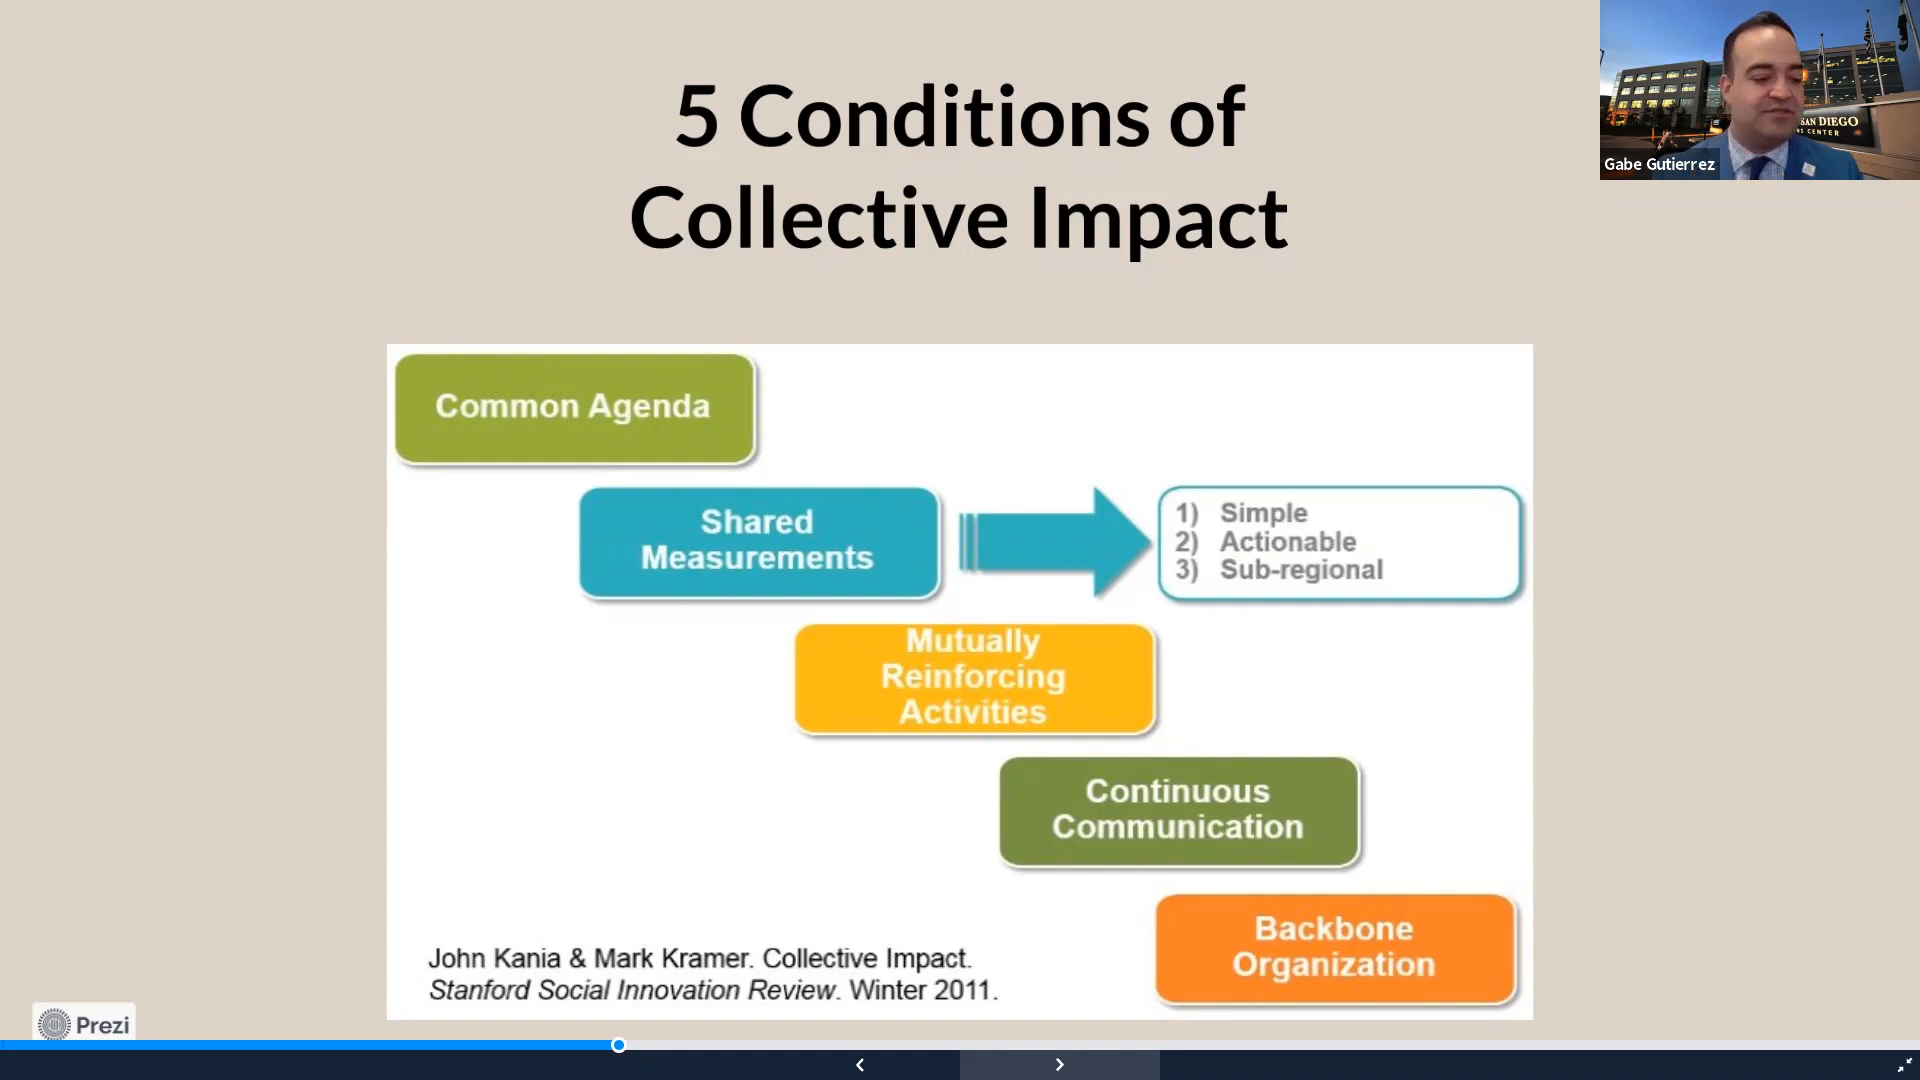 5 Conditions of
Collective Impact
SAN DIEGO
CENTER
Gabe Gutierrez
Common Agenda
Shared
Measurements
1) Simple
2) Actionable
3) Sub-regional
Mutually
Reinforcing
Activities
Continuous
Communication
Backbone
Organization
John Kania & Mark Kramer. Collective Impact.
Stanford Social Innovation Review. Winter 2011.
Prezi